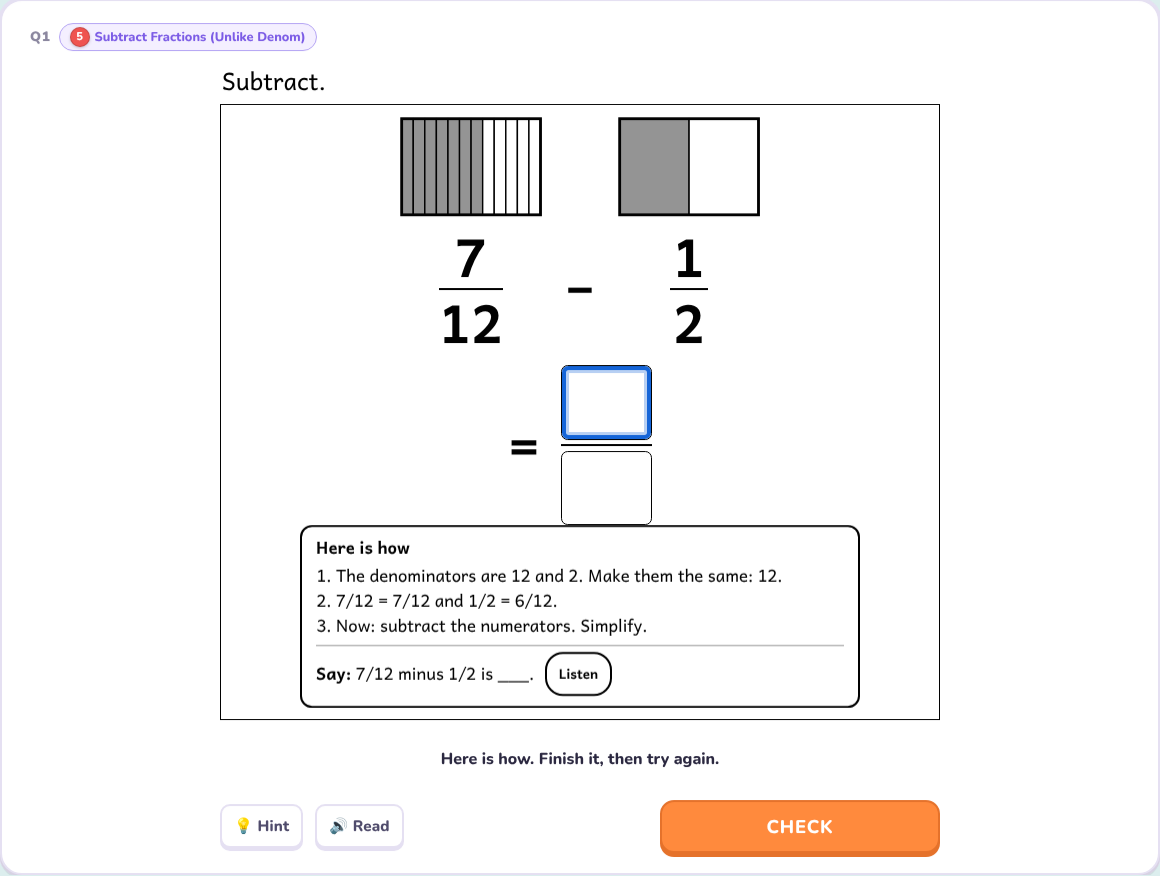 Q1 5 Subtract Fractions (Unlike Denom)
Subtract.
7 1
12 – 2
=
Here is how
1. The denominators are 12 and 2. Make them the same: 12.
2. 7/12 = 7/12 and 1/2 = 6/12.
3. Now: subtract the numerators. Simplify.
Say: 7/12 minus 1/2 is ____. Listen
Here is how. Finish it, then try again.
💡 Hint 🔊 Read CHECK